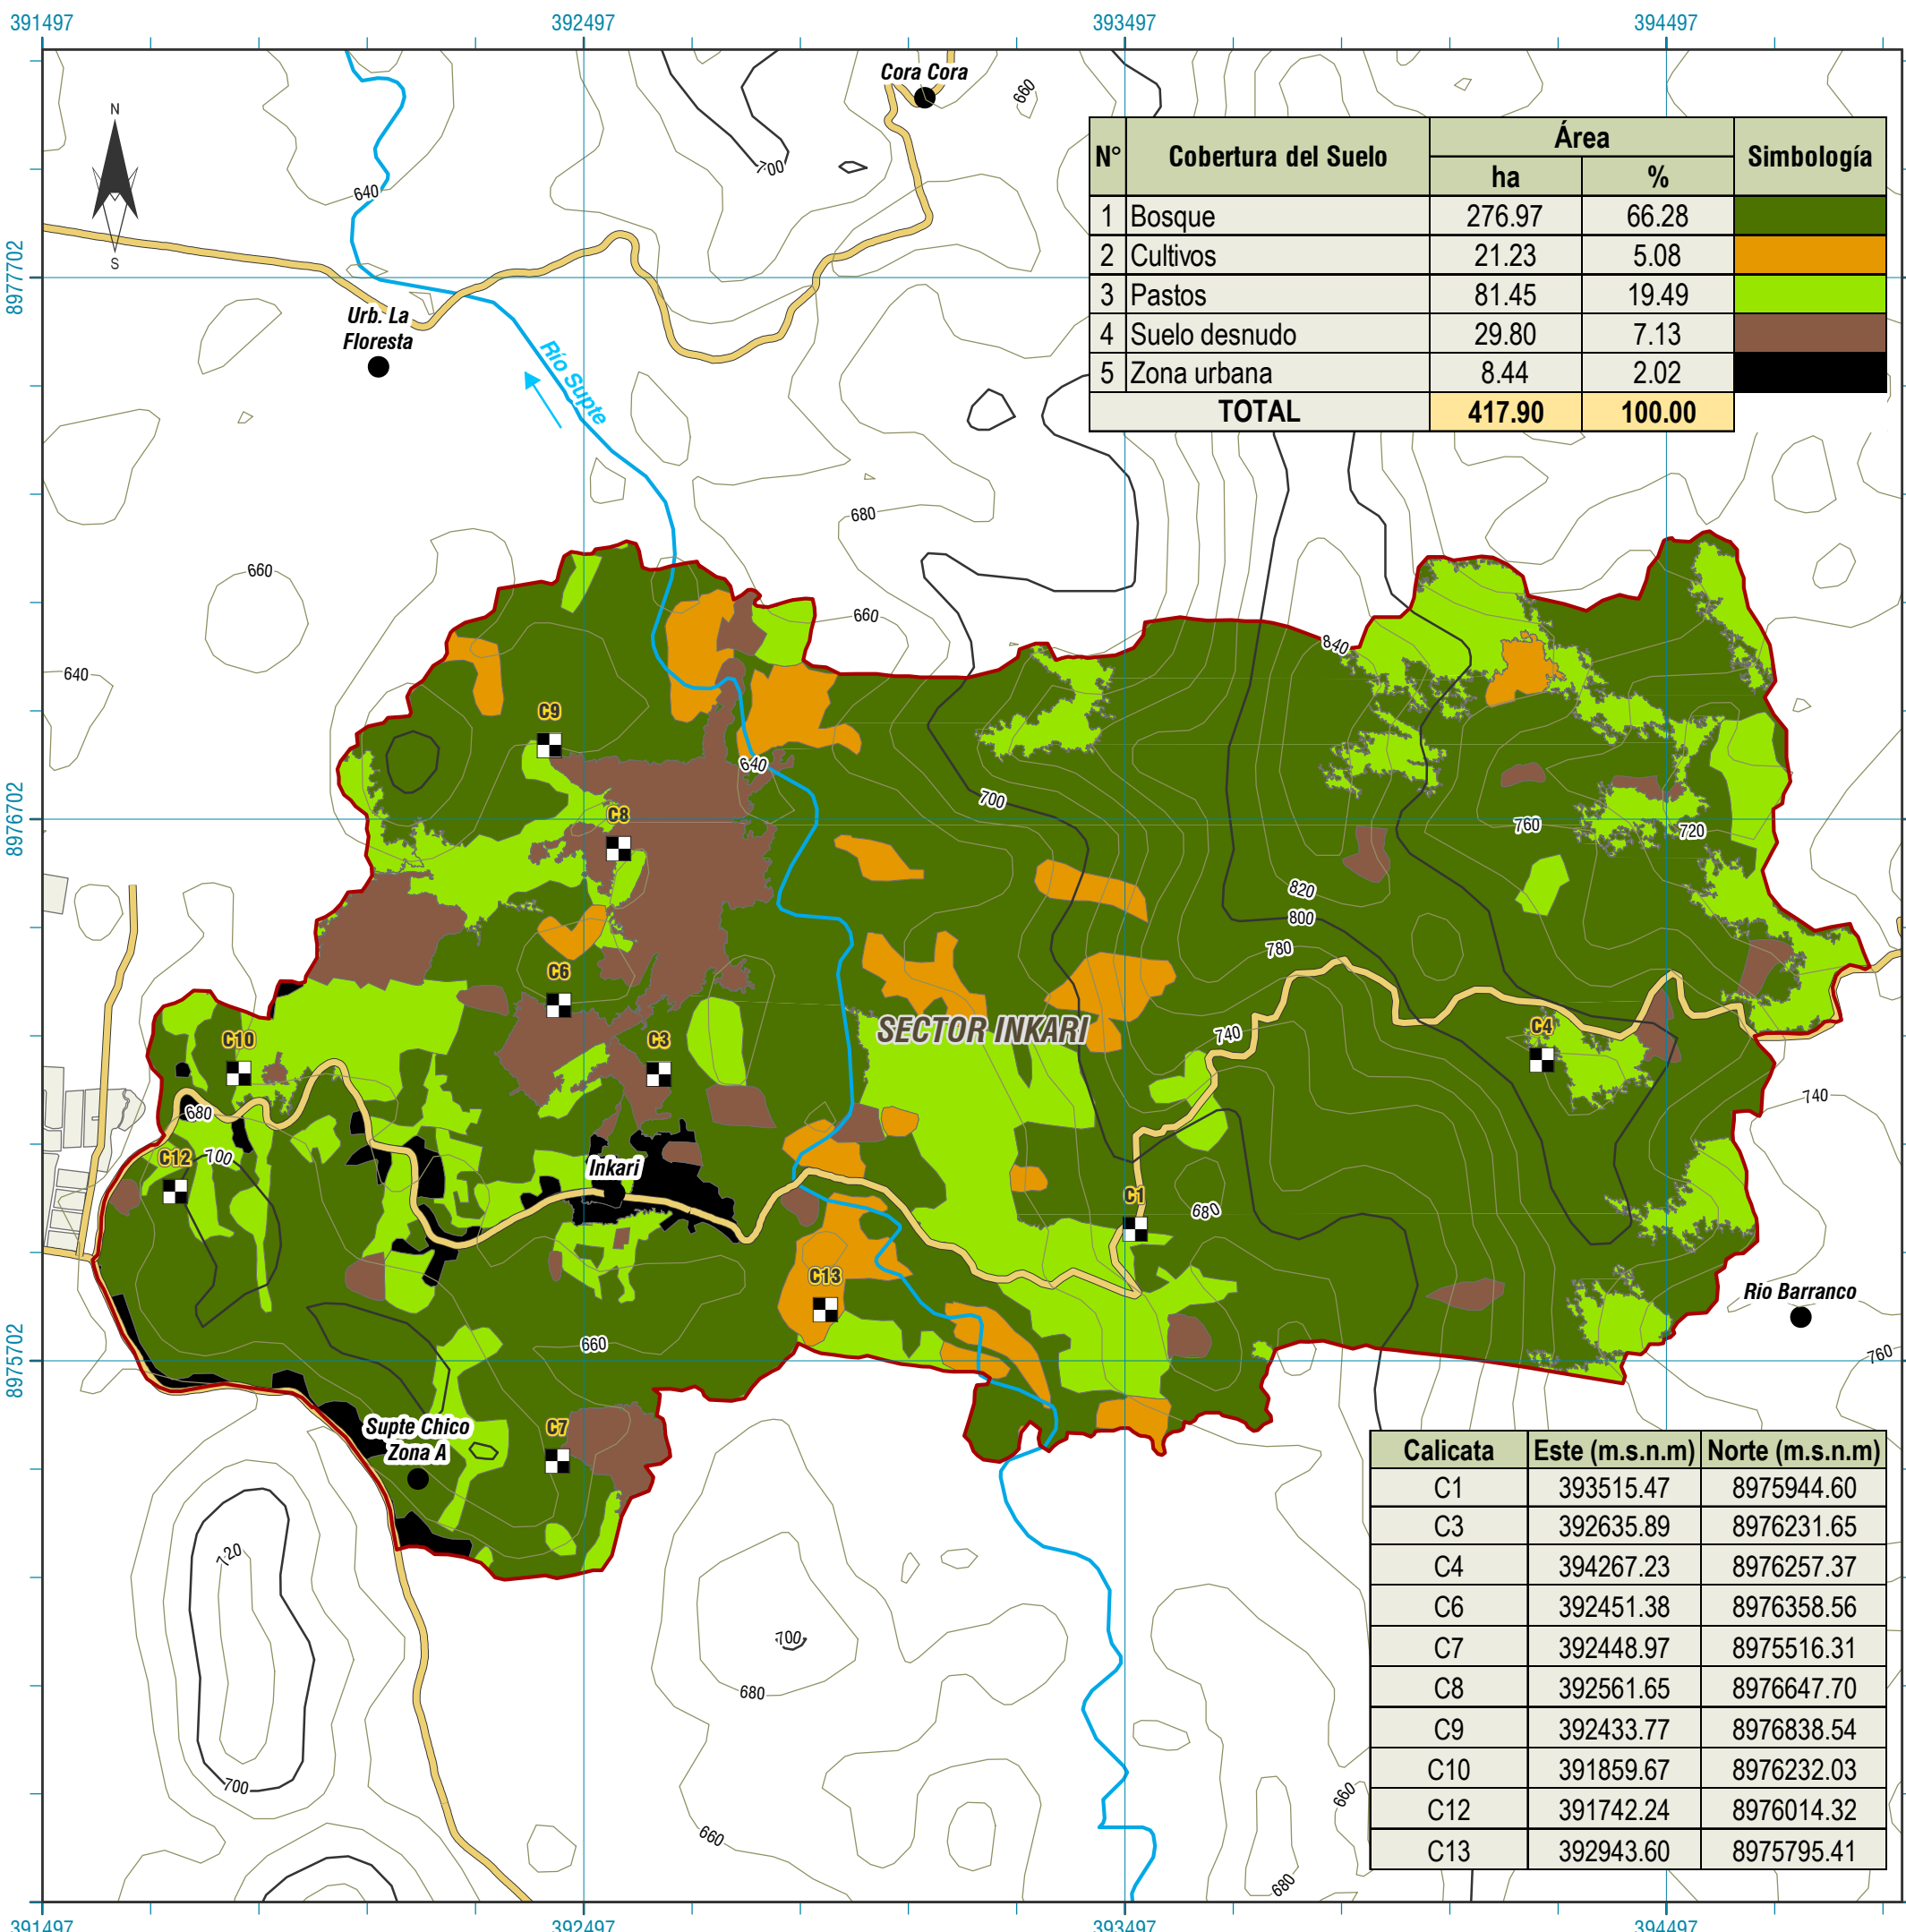 391497
392497
393497
394497
8977702
8976702
8975702
N
S
Cora Cora
660
700
640
N°
Cobertura del Suelo
Área
Simbología
ha
%
1 Bosque 276.97 66.28
2 Cultivos 21.23 5.08
3 Pastos 81.45 19.49
4 Suelo desnudo 29.80 7.13
5 Zona urbana 8.44 2.02
TOTAL 417.90 100.00
Urb. La
Floresta
Río Supte
680
660
660
840
640
C9
640
700
C8
760
720
820
800
780
C6
SECTOR INKARI
C10
C3
740
C4
680
740
C12
700
Inkari
C1
680
C13
Rio Barranco
660
760
Supte Chico
Zona A
C7
720
700
680
700
660
660
680
Calicata Este (m.s.n.m) Norte (m.s.n.m)
C1 393515.47 8975944.60
C3 392635.89 8976231.65
C4 394267.23 8976257.37
C6 392451.38 8976358.56
C7 392448.97 8975516.31
C8 392561.65 8976647.70
C9 392433.77 8976838.54
C10 391859.67 8976232.03
C12 391742.24 8976014.32
C13 392943.60 8975795.41
391497
392497
393497
394497